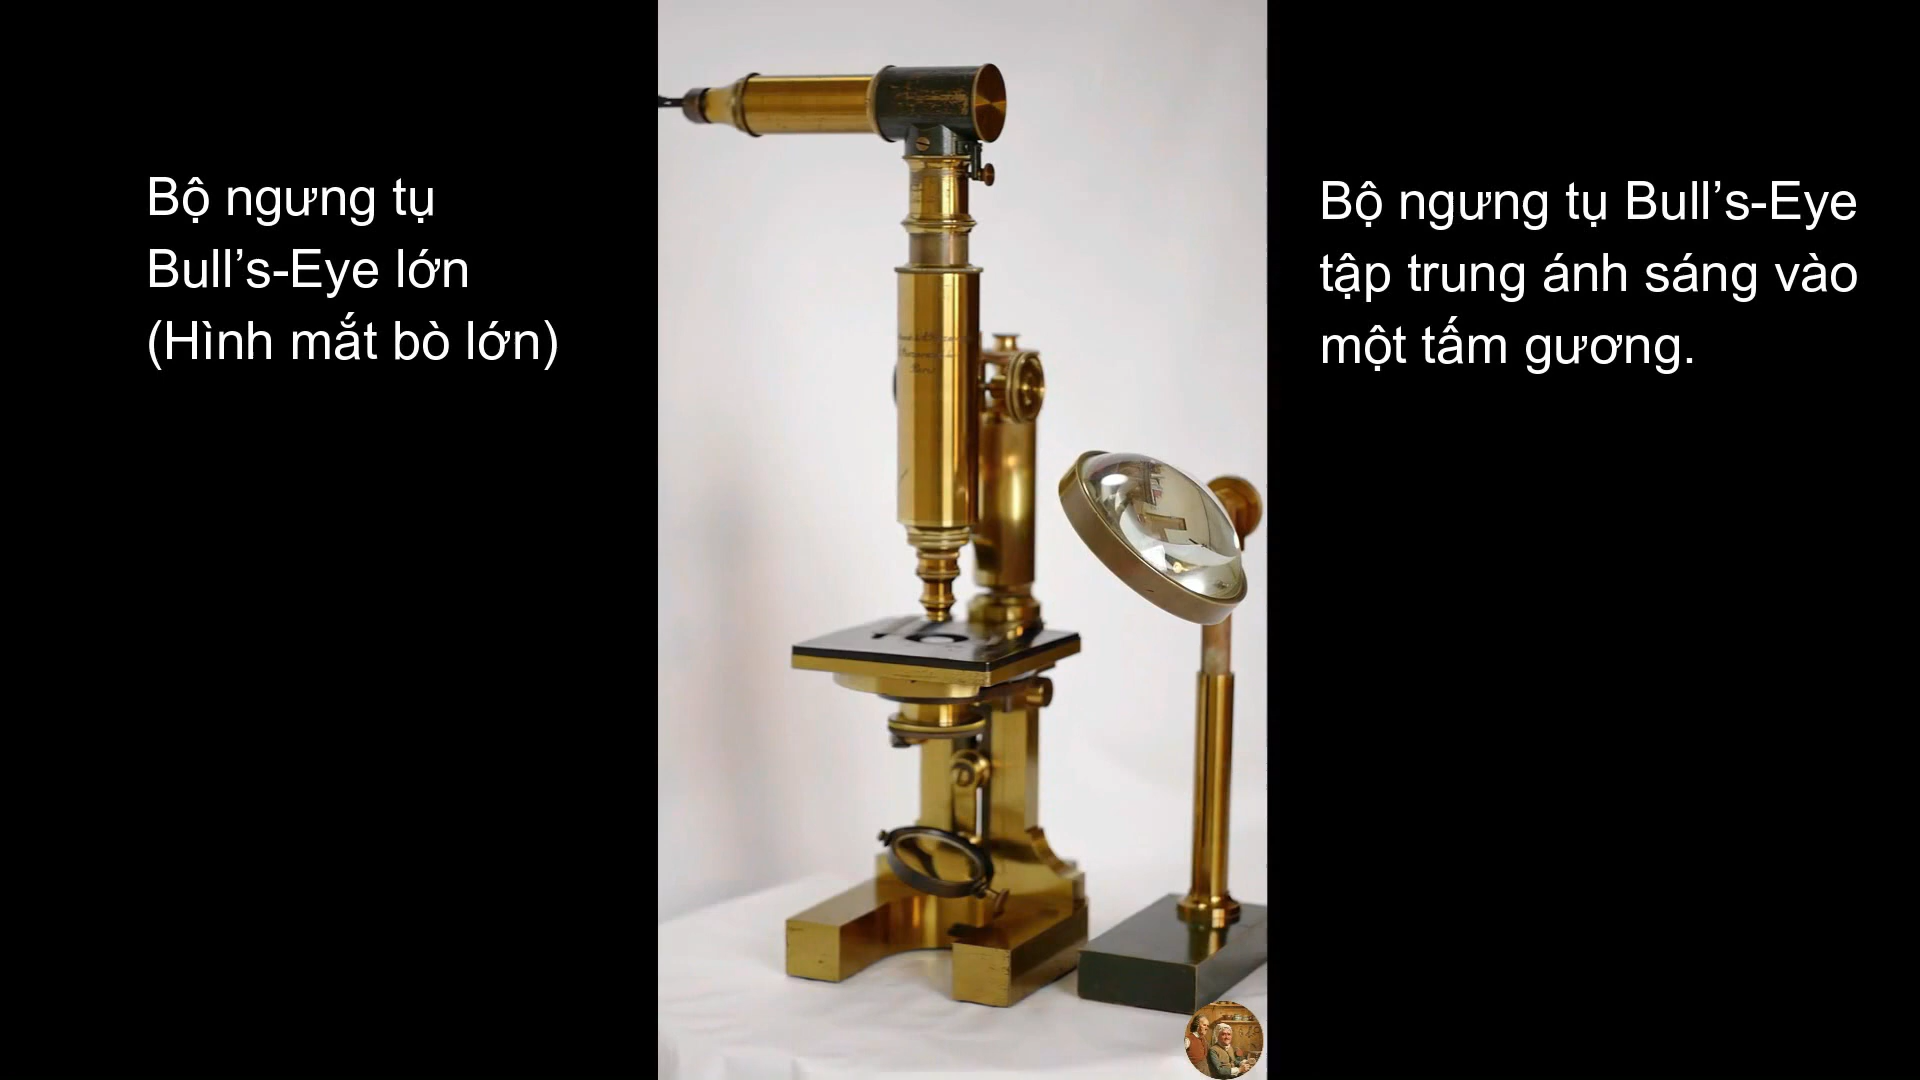 Bộ ngưng tụ
Bull’s-Eye lớn
(Hình mắt bò lớn)
Bộ ngưng tụ Bull’s-Eye
tập trung ánh sáng vào
một tấm gương.
Paris